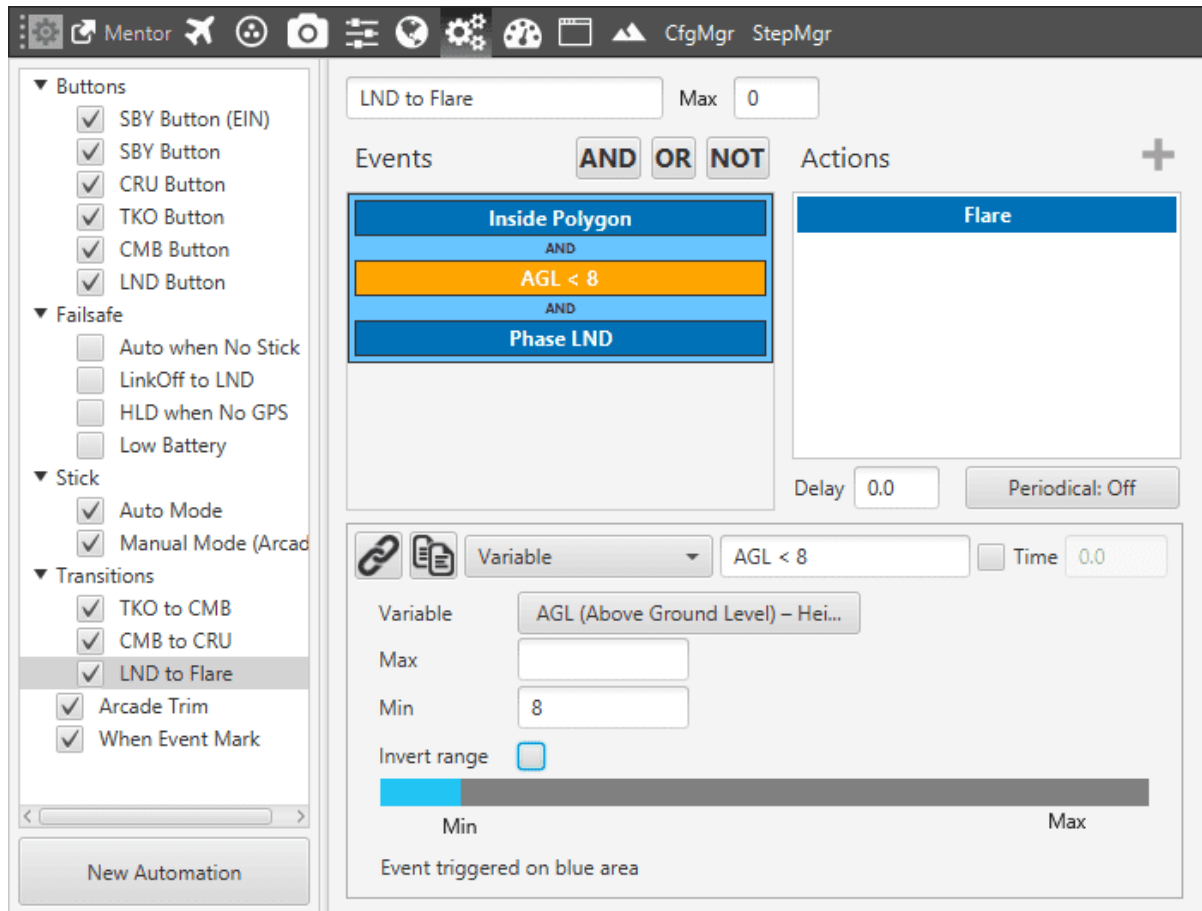 Mentor CfgMgr StepMgr
Buttons
SBY Button (EIN)
SBY Button
CRU Button
TKO Button
CMB Button
LND Button
Failsafe
Auto when No Stick
LinkOff to LND
HLD when No GPS
Low Battery
Stick
Auto Mode
Manual Mode (Arcad
Transitions
TKO to CMB
CMB to CRU
LND to Flare
Arcade Trim
When Event Mark
New Automation
LND to Flare Max 0
Events AND OR NOT Actions
Inside Polygon
AND
AGL < 8
AND
Phase LND
Flare
Delay 0.0 Periodical: Off
Variable AGL < 8 Time 0.0
Variable AGL (Above Ground Level) – Hei...
Max
Min 8
Invert range
Min Max
Event triggered on blue area